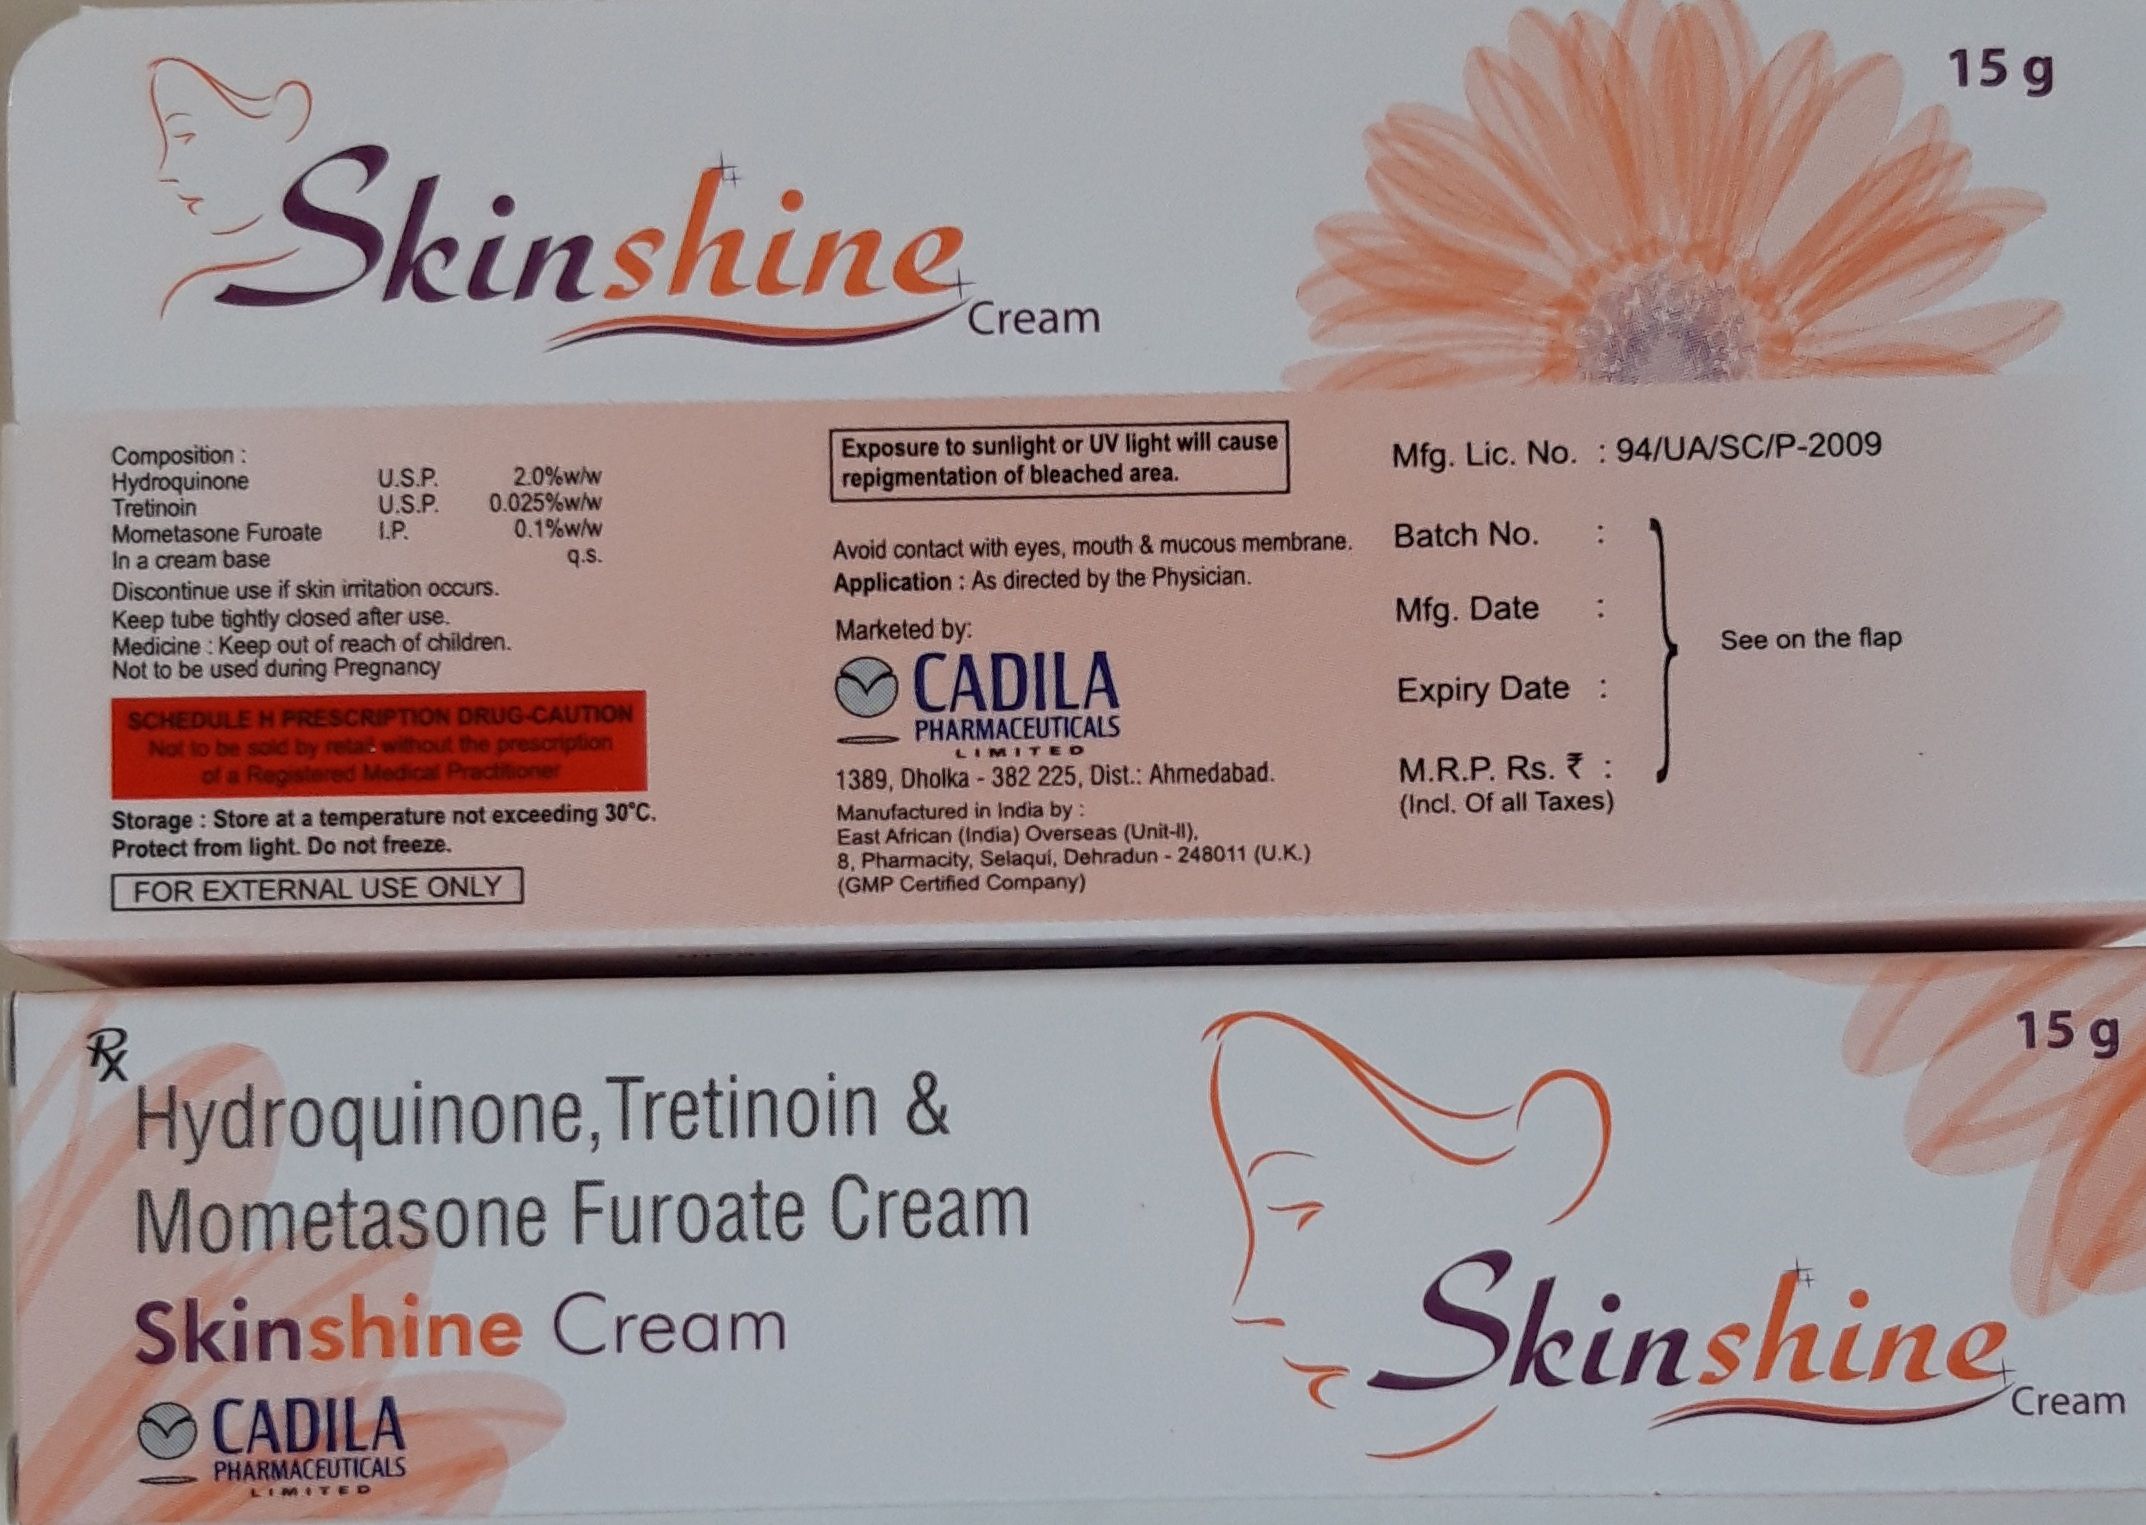 15 g
Skinshine
Cream
Composition :
Hydroquinone U.S.P. 2.0%w/w
Tretinoin U.S.P. 0.025%w/w
Mometasone Furoate I.P. 0.1%w/w
In a cream base q.s.
Discontinue use if skin irritation occurs.
Keep tube tightly closed after use.
Medicine : Keep out of reach of children.
Not to be used during Pregnancy
SCHEDULE H PRESCRIPTION DRUG-CAUTION
Not to be sold by retail without the prescription
of a Registered Medical Practitioner
Storage : Store at a temperature not exceeding 30°C.
Protect from light. Do not freeze.
FOR EXTERNAL USE ONLY
Exposure to sunlight or UV light will cause
repigmentation of bleached area.
Avoid contact with eyes, mouth & mucous membrane.
Application : As directed by the Physician.
Marketed by:
CADILA
PHARMACEUTICALS
LIMITED
1389, Dholka - 382 225, Dist.: Ahmedabad.
Manufactured in India by :
East African (India) Overseas (Unit-II),
8, Pharmacity, Selaqui, Dehradun - 248011 (U.K.)
(GMP Certified Company)
Mfg. Lic. No. : 94/UA/SC/P-2009
Batch No. :
Mfg. Date :
Expiry Date :
M.R.P. Rs. ₹ :
(Incl. Of all Taxes)
See on the flap
Rx
Hydroquinone, Tretinoin &
Mometasone Furoate Cream
Skinshine Cream
CADILA
PHARMACEUTICALS
LIMITED
15 g
Skinshine
Cream